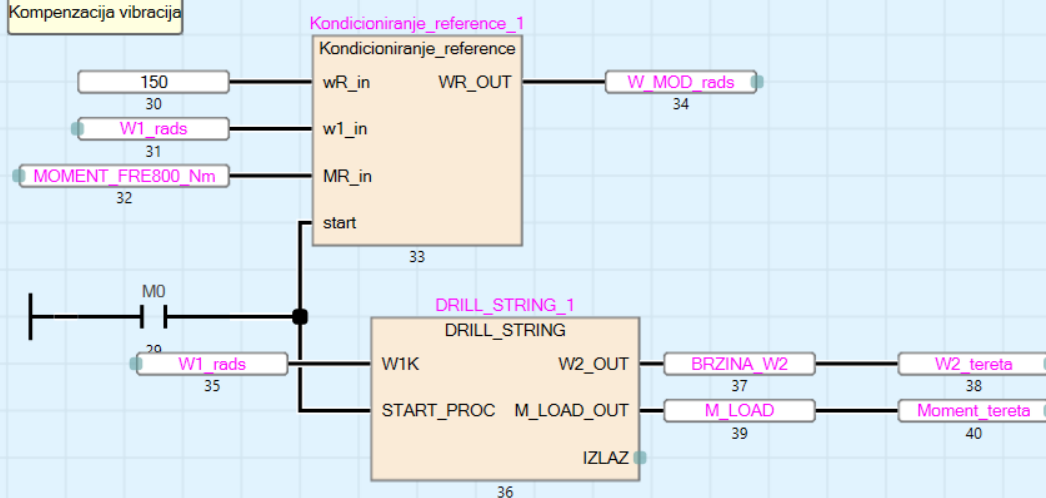 Kompenzacija vibracija
Kondicioniranje_reference_1
Kondicioniranje_reference
150
wR_in
WR_OUT
W_MOD_rads
30
34
W1_rads
w1_in
31
MOMENT_FRE800_Nm
MR_in
32
start
33
M0
29
DRILL_STRING_1
DRILL_STRING
W1_rads
W1K
W2_OUT
BRZINA_W2
W2_tereta
35
37
38
START_PROC
M_LOAD_OUT
M_LOAD
Moment_tereta
39
40
IZLAZ
36